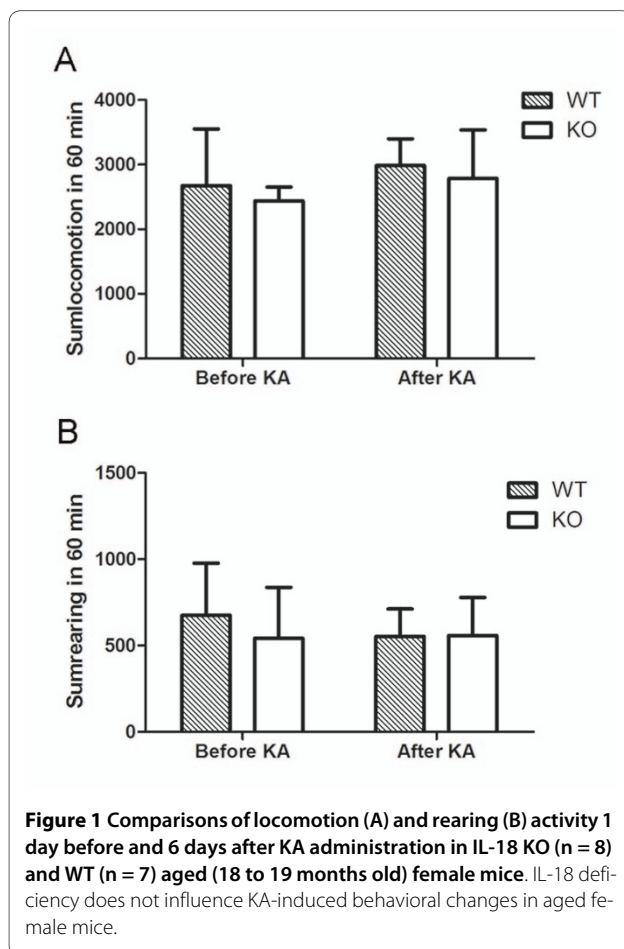 A
Sumlocomotion in 60 min
4000
3000
2000
1000
0
WT
KO
Before KA
After KA
B
Sumrearing in 60 min
1500
1000
500
0
WT
KO
Before KA
After KA
Figure 1 Comparisons of locomotion (A) and rearing (B) activity 1
day before and 6 days after KA administration in IL-18 KO (n = 8)
and WT (n = 7) aged (18 to 19 months old) female mice. IL-18 defi-
ciency does not influence KA-induced behavioral changes in aged fe-
male mice.